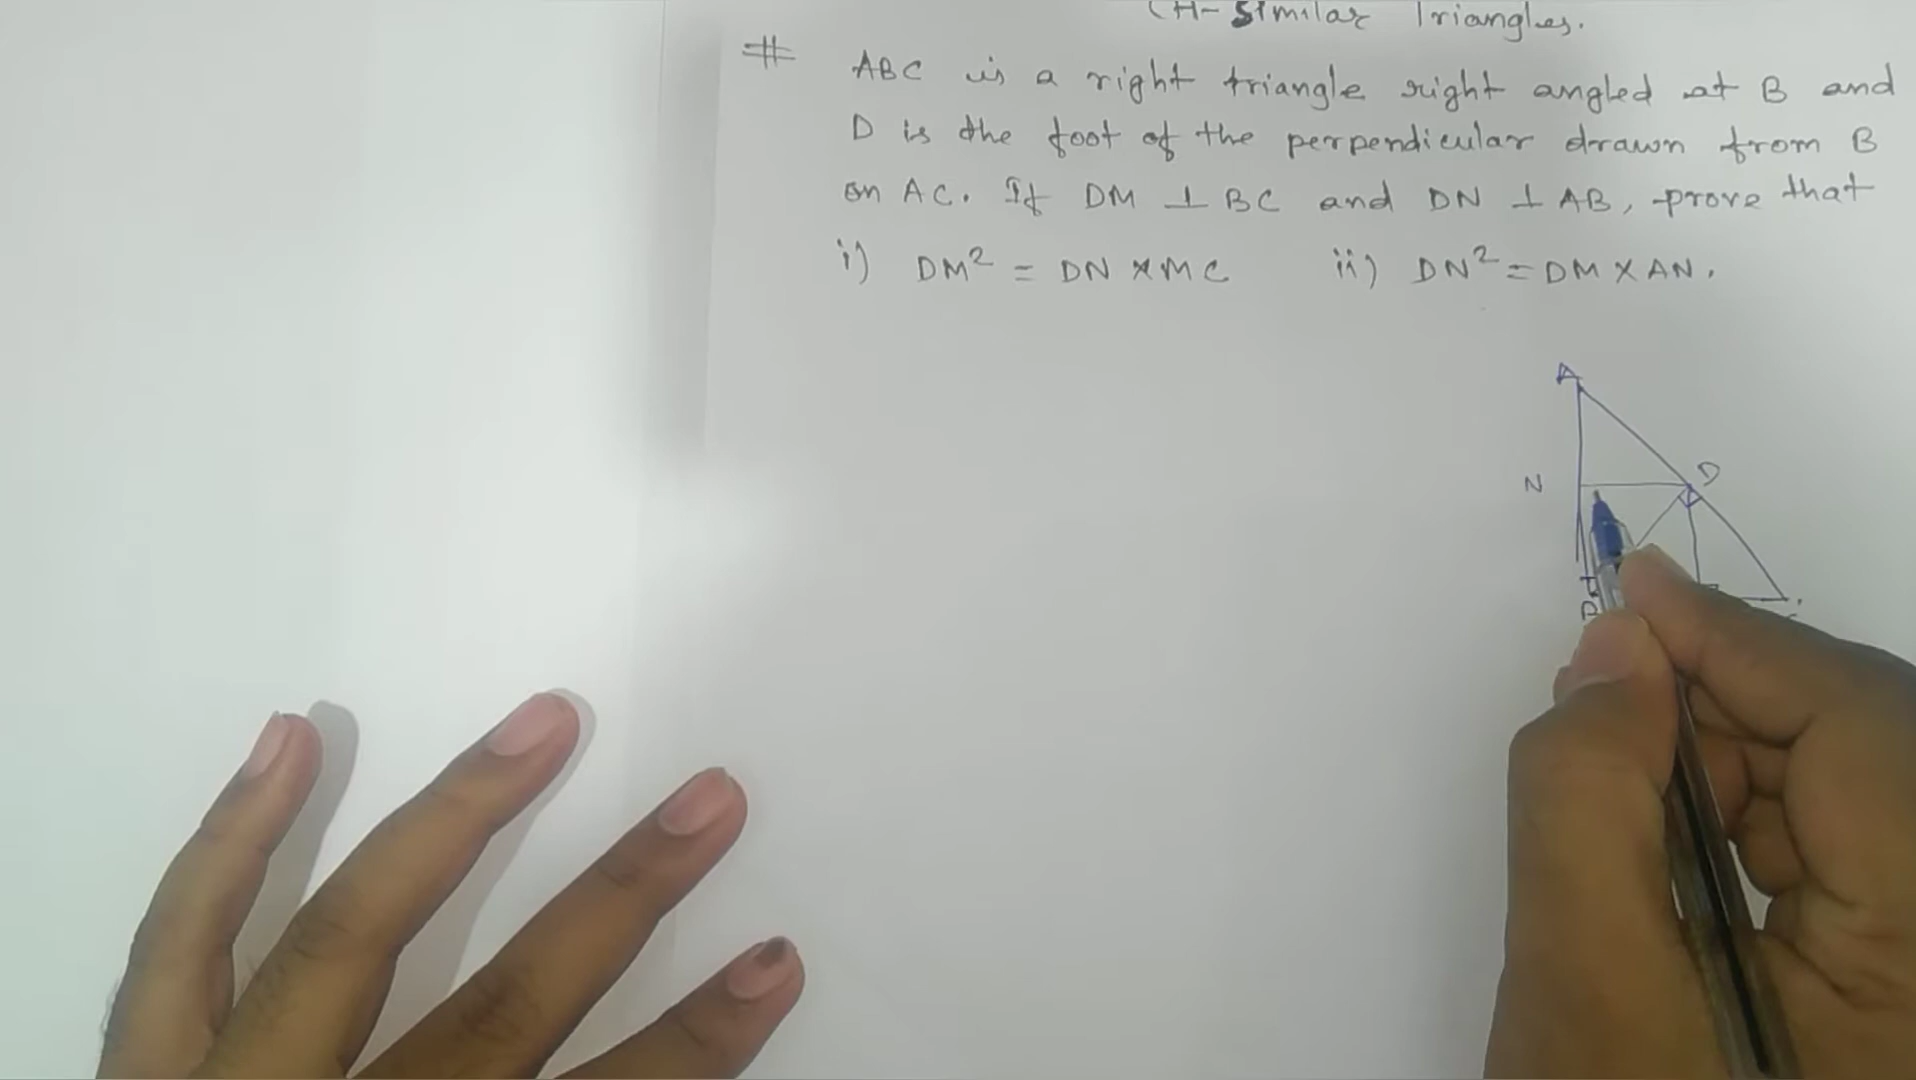 CH- Similar Triangles.
# ABC is a right triangle right angled at B and
D is the foot of the perpendicular drawn from B
on AC. If DM ⊥ BC and DN ⊥ AB, prove that
i) DM² = DN × MC ii) DN² = DM × AN.
A
D
N
B